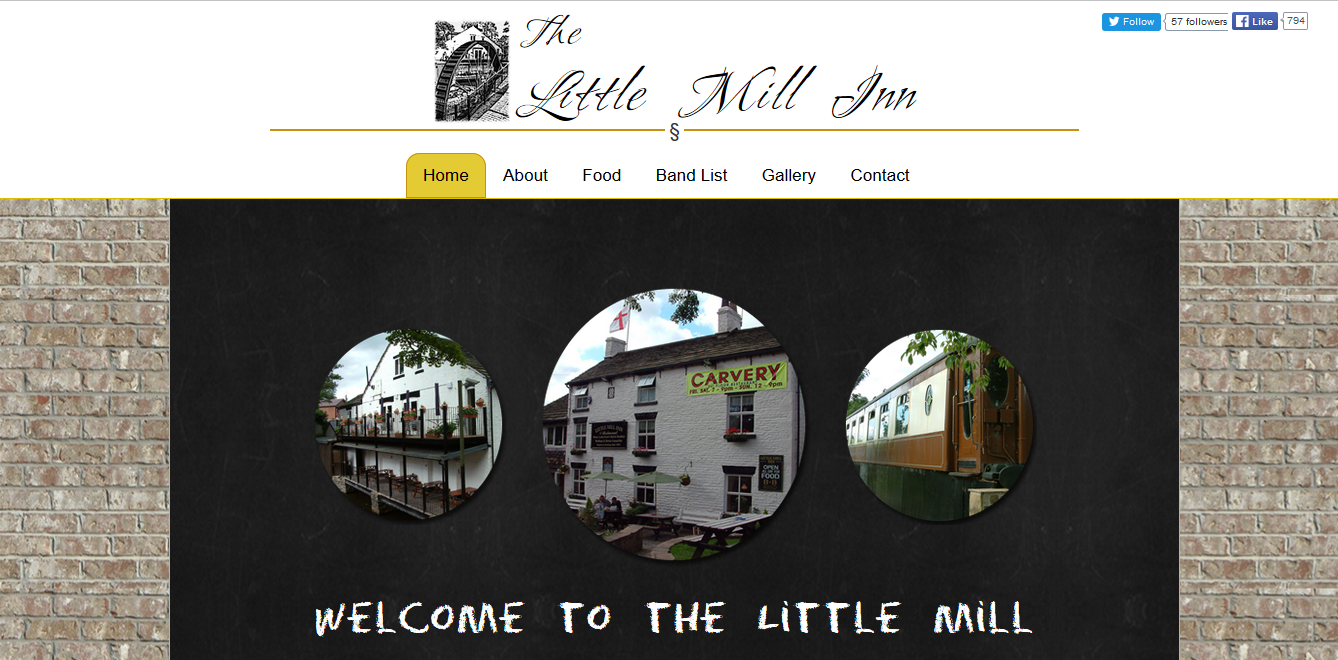 The
Little Mill Inn
Follow
57 followers
Like
794
§
Home
About
Food
Band List
Gallery
Contact
CARVERY
OPEN
FOOD
WELCOME TO THE LITTLE MILL